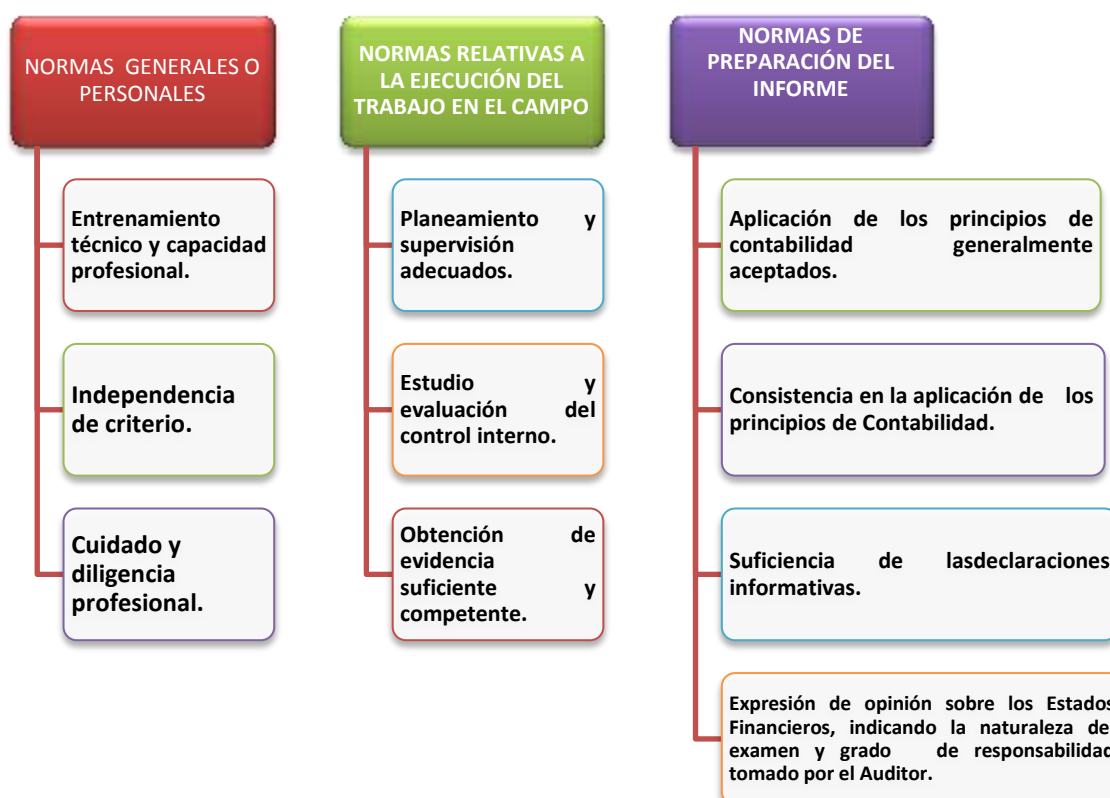 NORMAS GENERALES O
PERSONALES
Entrenamiento
técnico y capacidad
profesional.
Independencia
de criterio.
Cuidado y
diligencia
profesional.
NORMAS RELATIVAS A
LA EJECUCIÓN DEL
TRABAJO EN EL CAMPO
Planeamiento y
supervisión
adecuados.
Estudio y
evaluación del
control interno.
Obtención de
evidencia
suficiente y
competente.
NORMAS DE
PREPARACIÓN DEL
INFORME
Aplicación de los principios de
contabilidad generalmente
aceptados.
Consistencia en la aplicación de los
principios de Contabilidad.
Suficiencia de lasdeclaraciones
informativas.
Expresión de opinión sobre los Estados
Financieros, indicando la naturaleza de
examen y grado de responsabilidad
tomado por el Auditor.